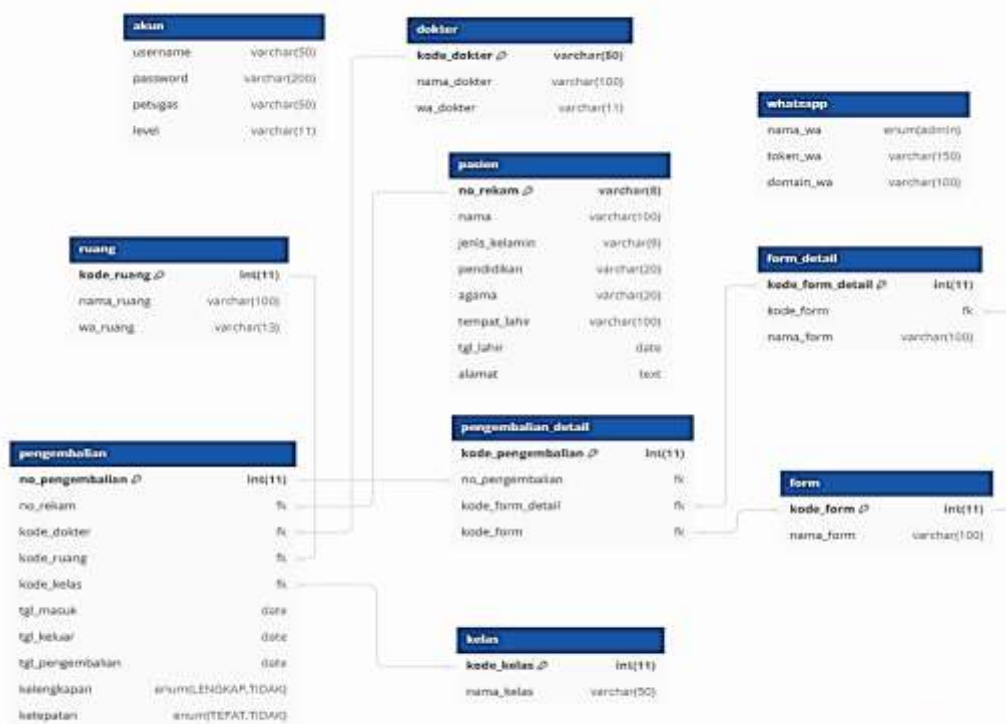 akun
username varchar(50)
password varchar(200)
petugas varchar(50)
level varchar(11)
dokter
kode_dokter varchar(50)
nama_dokter varchar(100)
wa_dokter varchar(11)
whatsapp
nama_wa enum(admin)
token_wa varchar(150)
domain_wa varchar(100)
pasien
no_rekam varchar(8)
nama varchar(100)
jenis_kelamin varchar(9)
pendidikan varchar(20)
agama varchar(20)
tempat_lahir varchar(100)
tgl_lahir date
alamat text
ruang
kode_ruang int(11)
nama_ruang varchar(100)
wa_ruang varchar(13)
form_detail
kode_form_detail int(11)
kode_form fk
nama_form varchar(100)
pengembalian
no_pengembalian int(11)
no_rekam fk
kode_dokter fk
kode_ruang fk
kode_kelas fk
tgl_masuk date
tgl_keluar date
tgl_pengembalian date
kelengkapan enum(LENGKAP,TIDAK)
ketepatan enum(TEPAT,TIDAK)
pengembalian_detail
kode_pengembalian int(11)
no_pengembalian fk
kode_form_detail fk
kode_form fk
form
kode_form int(11)
nama_form varchar(100)
kelas
kode_kelas int(11)
nama_kelas varchar(50)